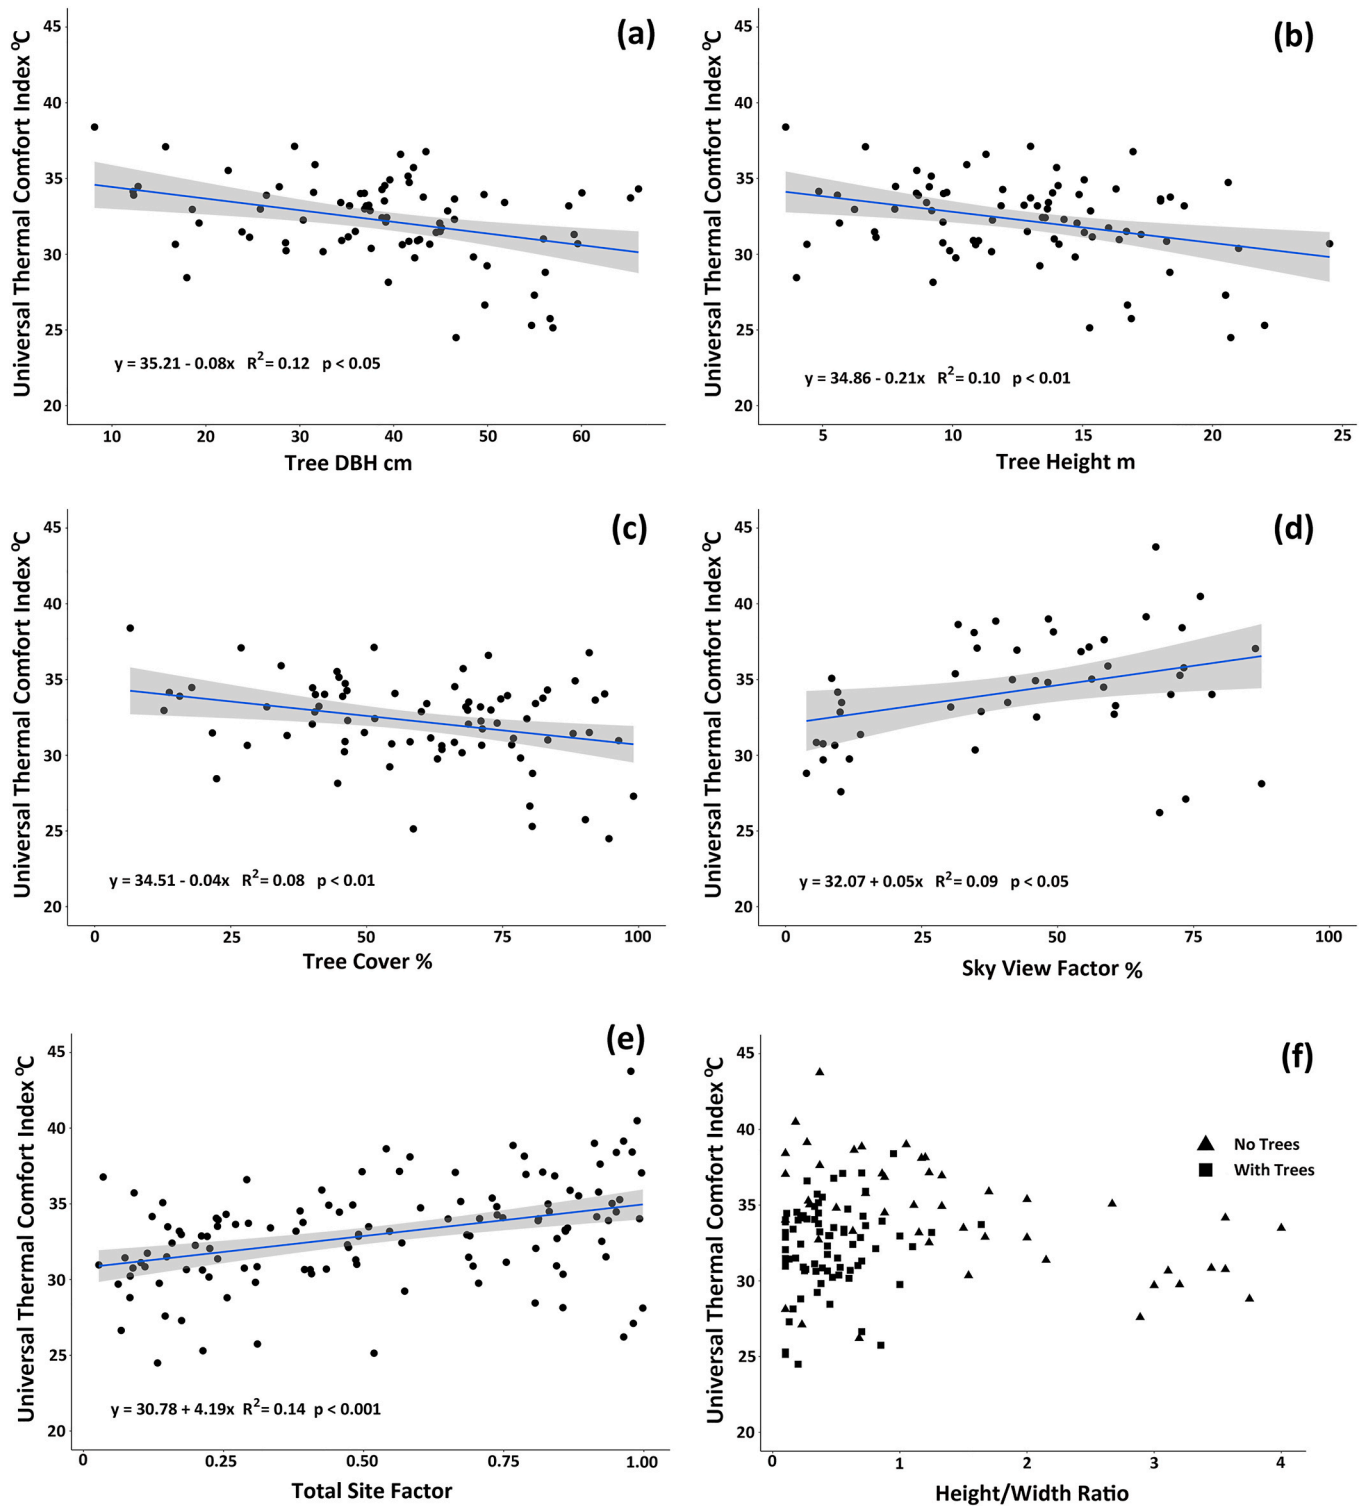 (a)
Universal Thermal Comfort Index ºC
45
40
35
30
25
20
y = 35.21 - 0.08x R2 = 0.12 p < 0.05
10 20 30 40 50 60
Tree DBH cm
(b)
Universal Thermal Comfort Index ºC
45
40
35
30
25
20
y = 34.86 - 0.21x R2 = 0.10 p < 0.01
5 10 15 20 25
Tree Height m
(c)
Universal Thermal Comfort Index ºC
45
40
35
30
25
20
y = 34.51 - 0.04x R2 = 0.08 p < 0.01
0 25 50 75 100
Tree Cover %
(d)
Universal Thermal Comfort Index ºC
45
40
35
30
25
20
y = 32.07 + 0.05x R2 = 0.09 p < 0.05
0 25 50 75 100
Sky View Factor %
(e)
Universal Thermal Comfort Index ºC
45
40
35
30
25
20
y = 30.78 + 4.19x R2 = 0.14 p < 0.001
0 0.25 0.50 0.75 1.00
Total Site Factor
(f)
Universal Thermal Comfort Index ºC
45
40
35
30
25
20
No Trees
With Trees
0 1 2 3 4
Height/Width Ratio